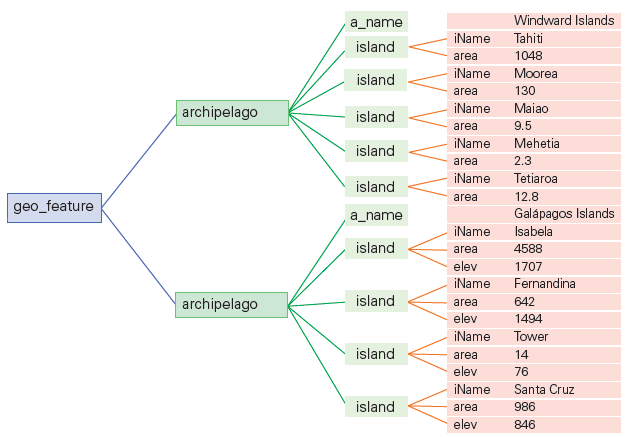 a_name Windward Islands
island iName Tahiti
area 1048
island iName Moorea
area 130
archipelago
island iName Maiao
area 9.5
island iName Mehetia
area 2.3
island iName Tetiaroa
area 12.8
geo_feature
a_name Galápagos Islands
island iName Isabela
area 4588
elev 1707
archipelago
island iName Fernandina
area 642
elev 1494
island iName Tower
area 14
elev 76
island iName Santa Cruz
area 986
elev 846